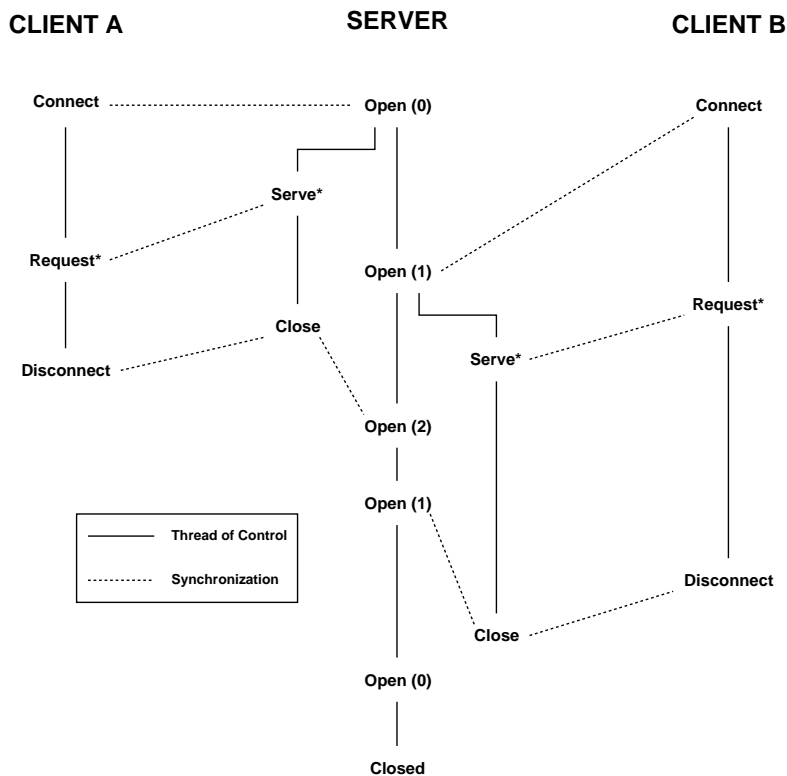 CLIENT A
SERVER
CLIENT B
Connect
Open (0)
Connect
Serve*
Request*
Open (1)
Request*
Close
Serve*
Disconnect
Open (2)
Open (1)
Thread of Control
Synchronization
Disconnect
Close
Open (0)
Closed